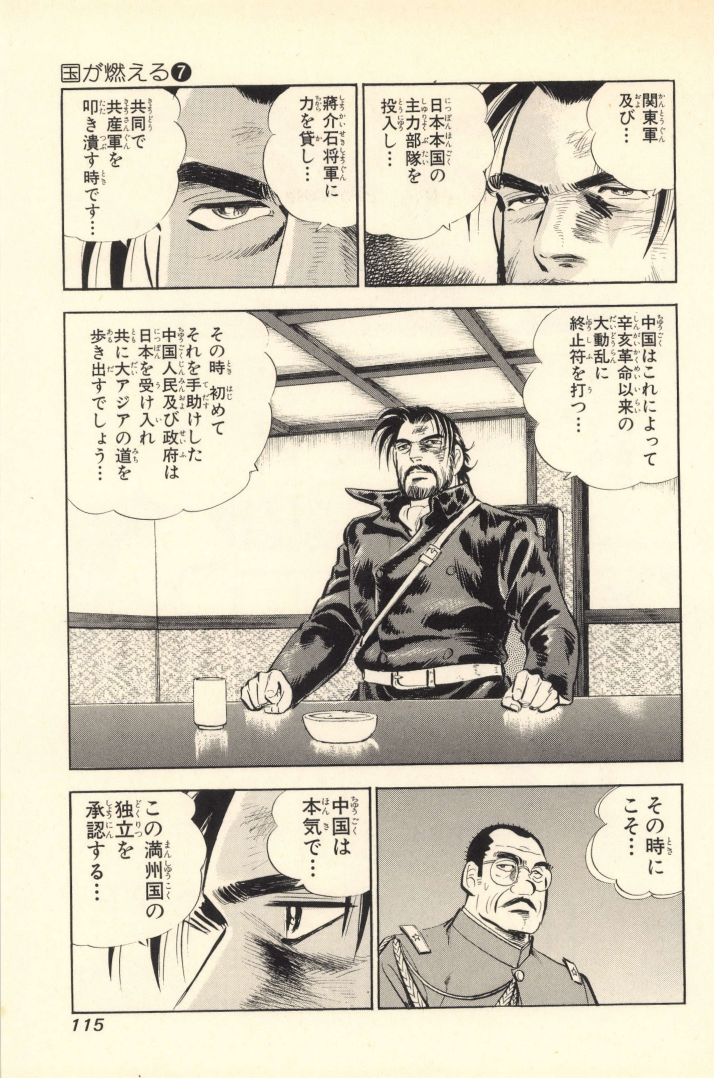 国が燃える❼
関東軍
及び…
日本本国の
主力部隊を
投入し…
蔣介石将軍に
力を貸し…
共同で
共産軍を
叩き潰す時です…
中国はこれによって
辛亥革命以来の
大動乱に
終止符を打つ…
その時 初めて
それを手助けした
中国人民及び政府は
日本を受け入れ
共に大アジアの道を
歩き出すでしょう…
その時に
こそ…
中国は
本気で…
この満州国の
独立を
承認する…
115